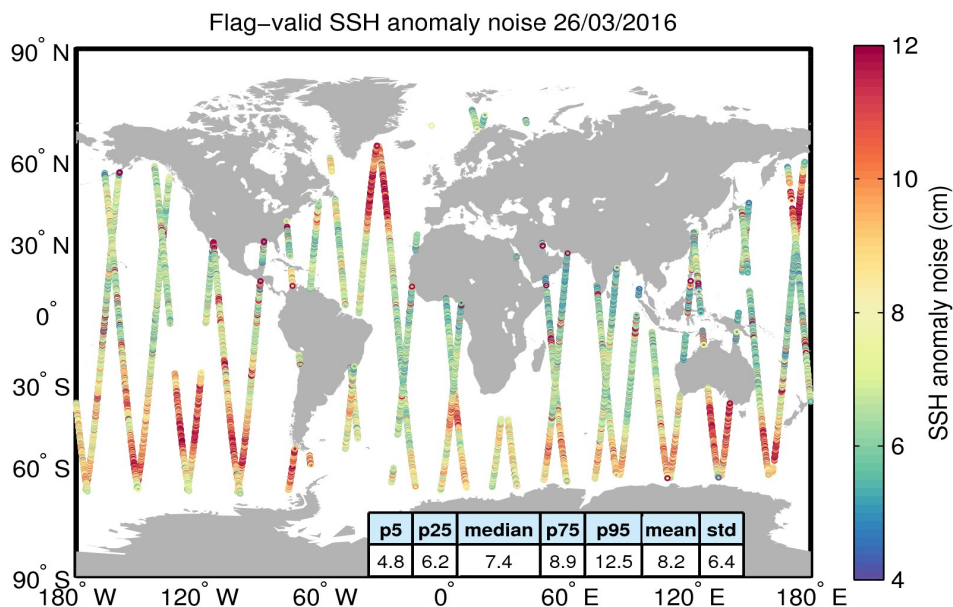 Flag−valid SSH anomaly noise 26/03/2016
90° N
60° N
30° N
0°
30° S
60° S
90° S
180° W
120° W
60° W
0°
60° E
120° E
180° E
p5 p25 median p75 p95 mean std
4.8 6.2 7.4 8.9 12.5 8.2 6.4
12
10
8
6
4
SSH anomaly noise (cm)